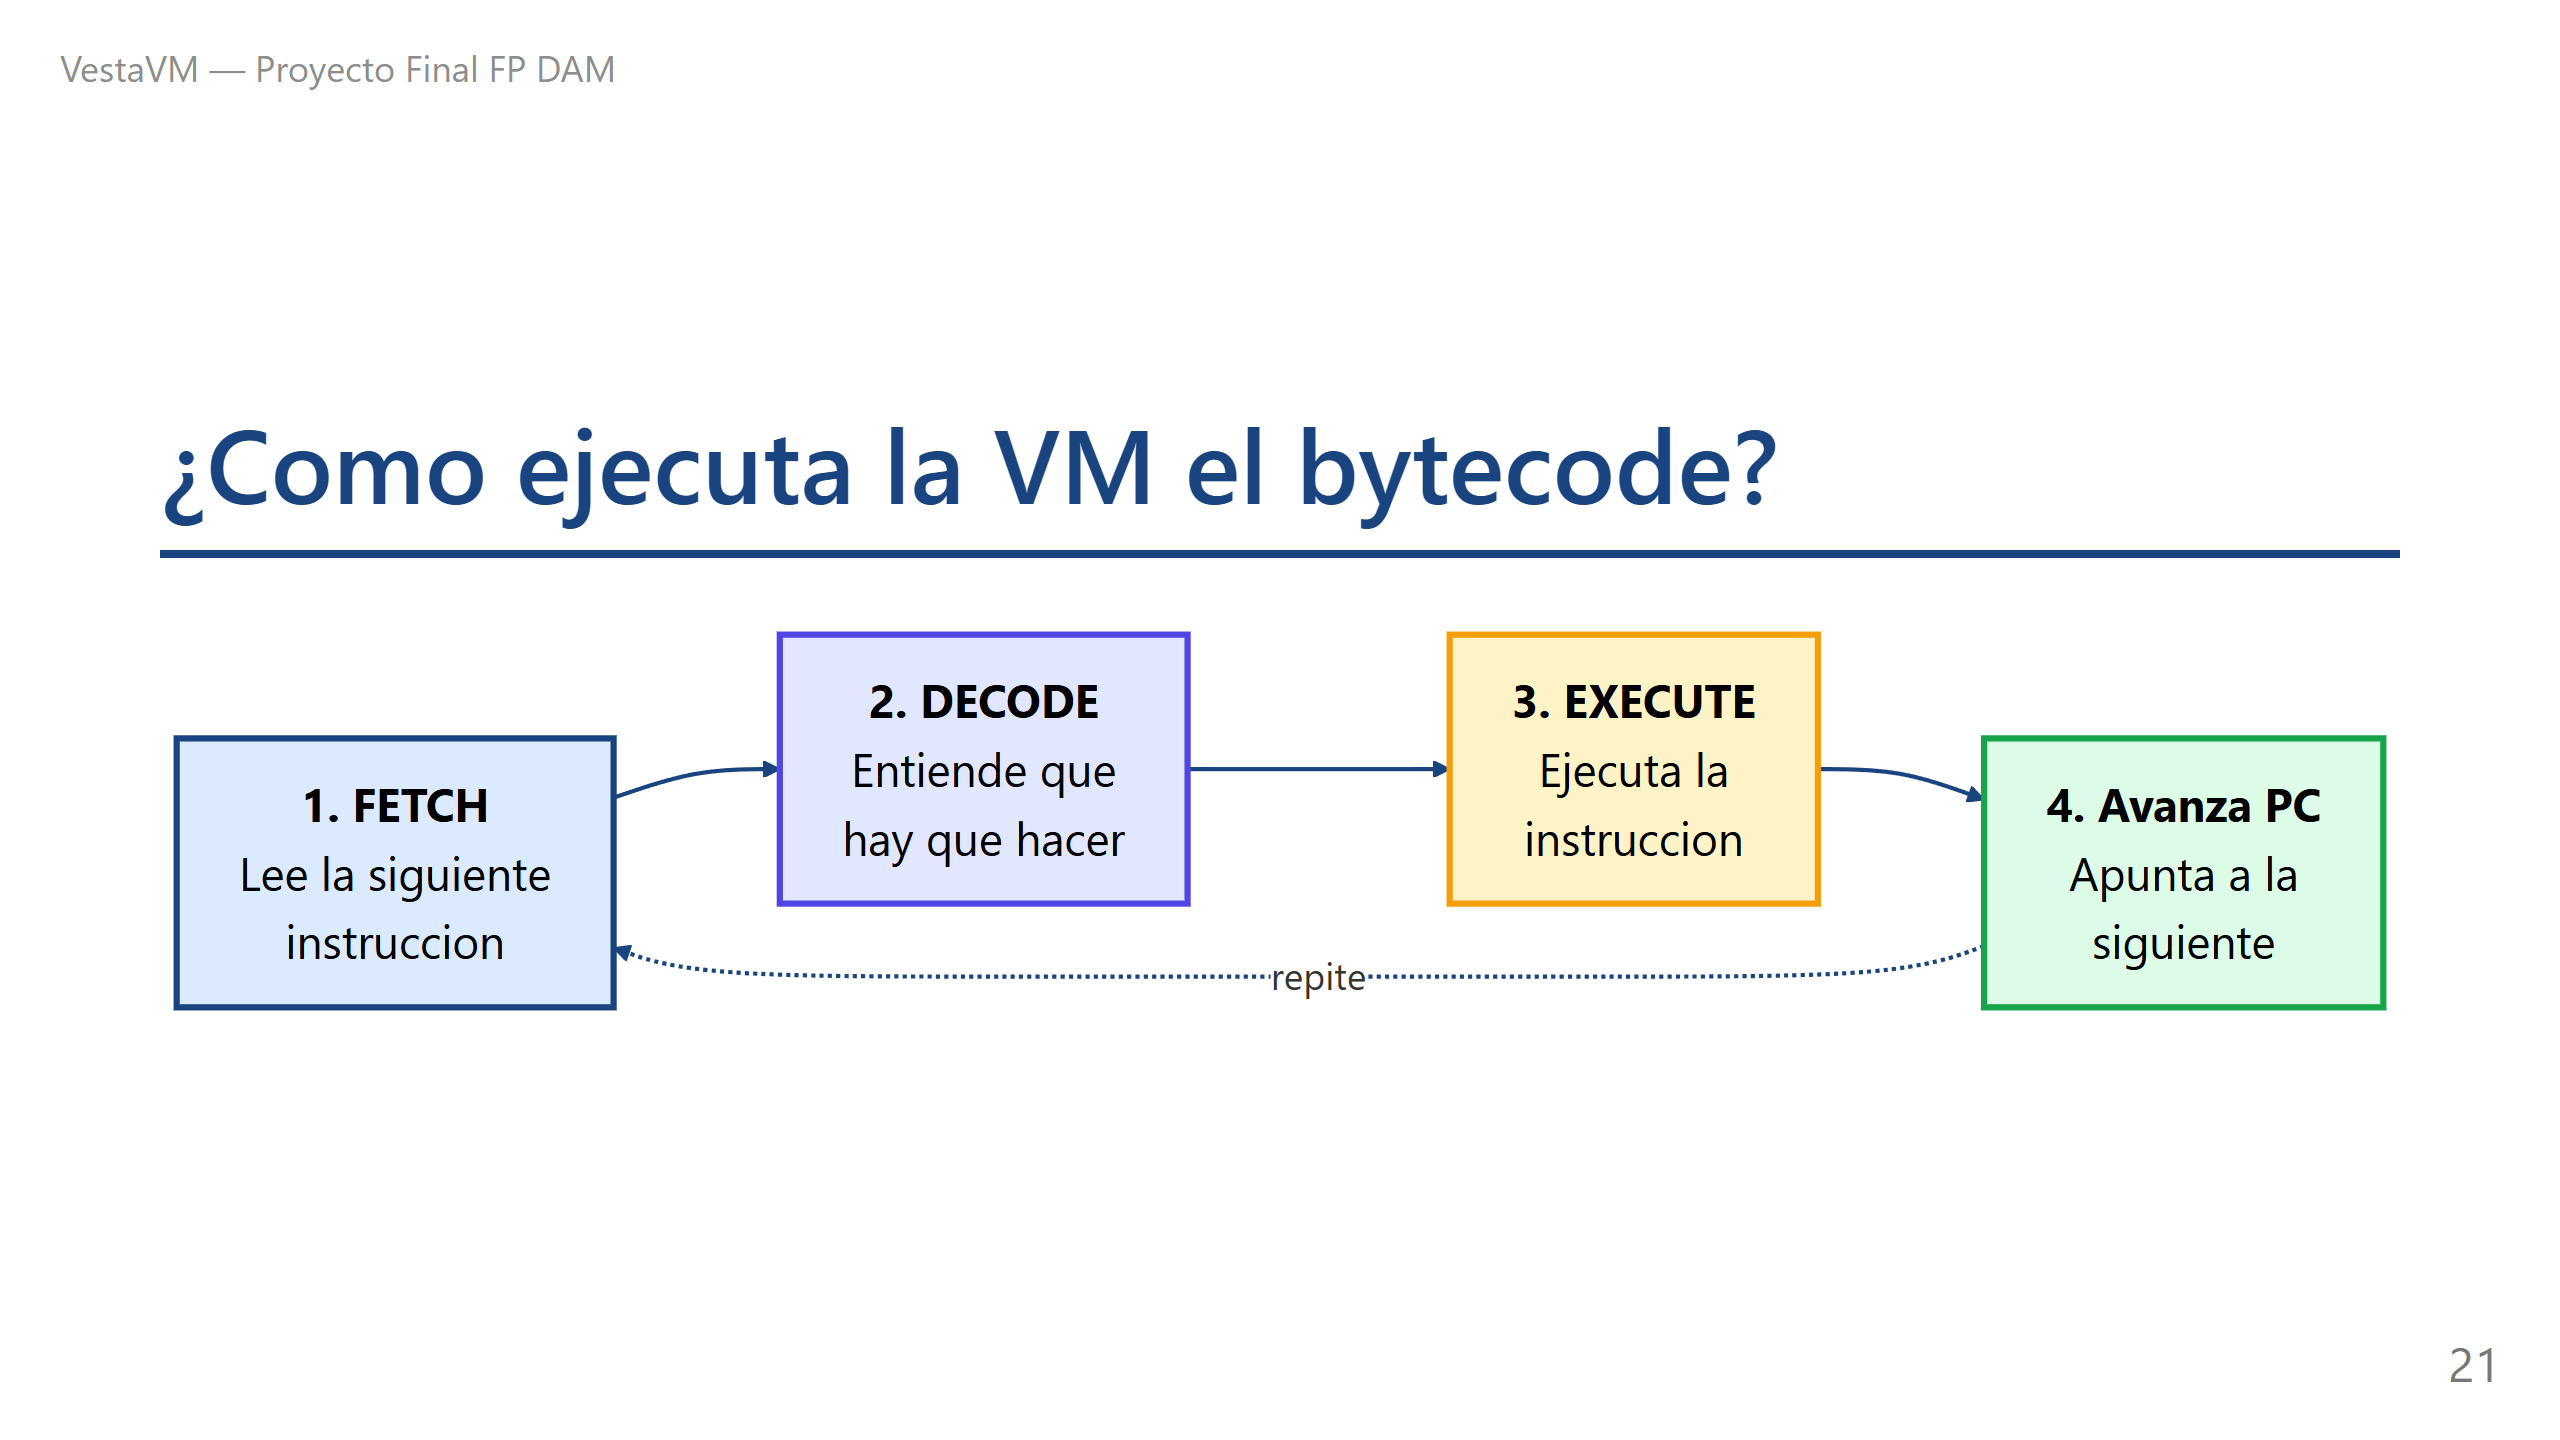 VestaVM — Proyecto Final FP DAM
¿Como ejecuta la VM el bytecode?
1. FETCH
Lee la siguiente
instruccion
2. DECODE
Entiende que
hay que hacer
3. EXECUTE
Ejecuta la
instruccion
4. Avanza PC
Apunta a la
siguiente
repite
21